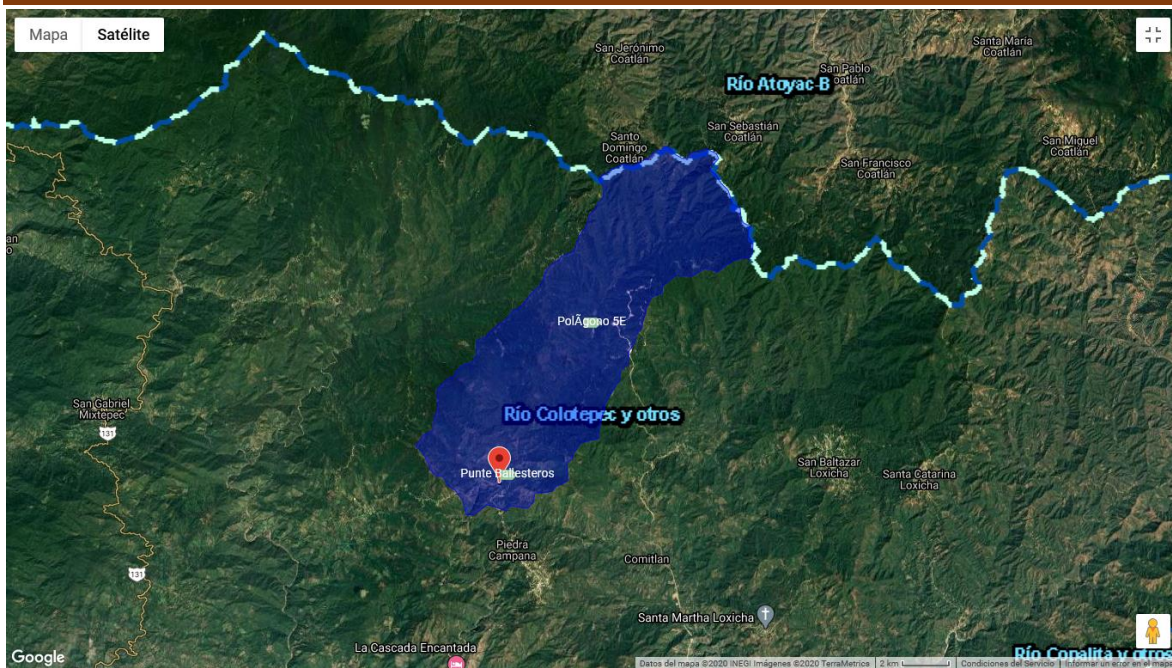 Mapa
Satélite
San Jerónimo
Coatlán
Santa María
Coatlán
San Pablo
oatlán
Río Atoyac-B
San Sebastián
Coatlán
Santo
Domingo
Coatlán
San Miguel
Coatlán
San Francisco
Coatlán
PolÃgono 5E
San Gabriel
Mixtepec
131
Río Colotepec y otros
San Baltazar
Loxicha
Santa Catarina
Loxicha
Punte Ballesteros
Piedra
Campana
Comitlan
131
Santa Martha Loxicha
La Cascada Encantada
Río Copalita y otros
Google
Datos del mapa ©2020 INEGI Imágenes ©2020 TerraMetrics
2 km
Condiciones del Servicio
Informar un error en el